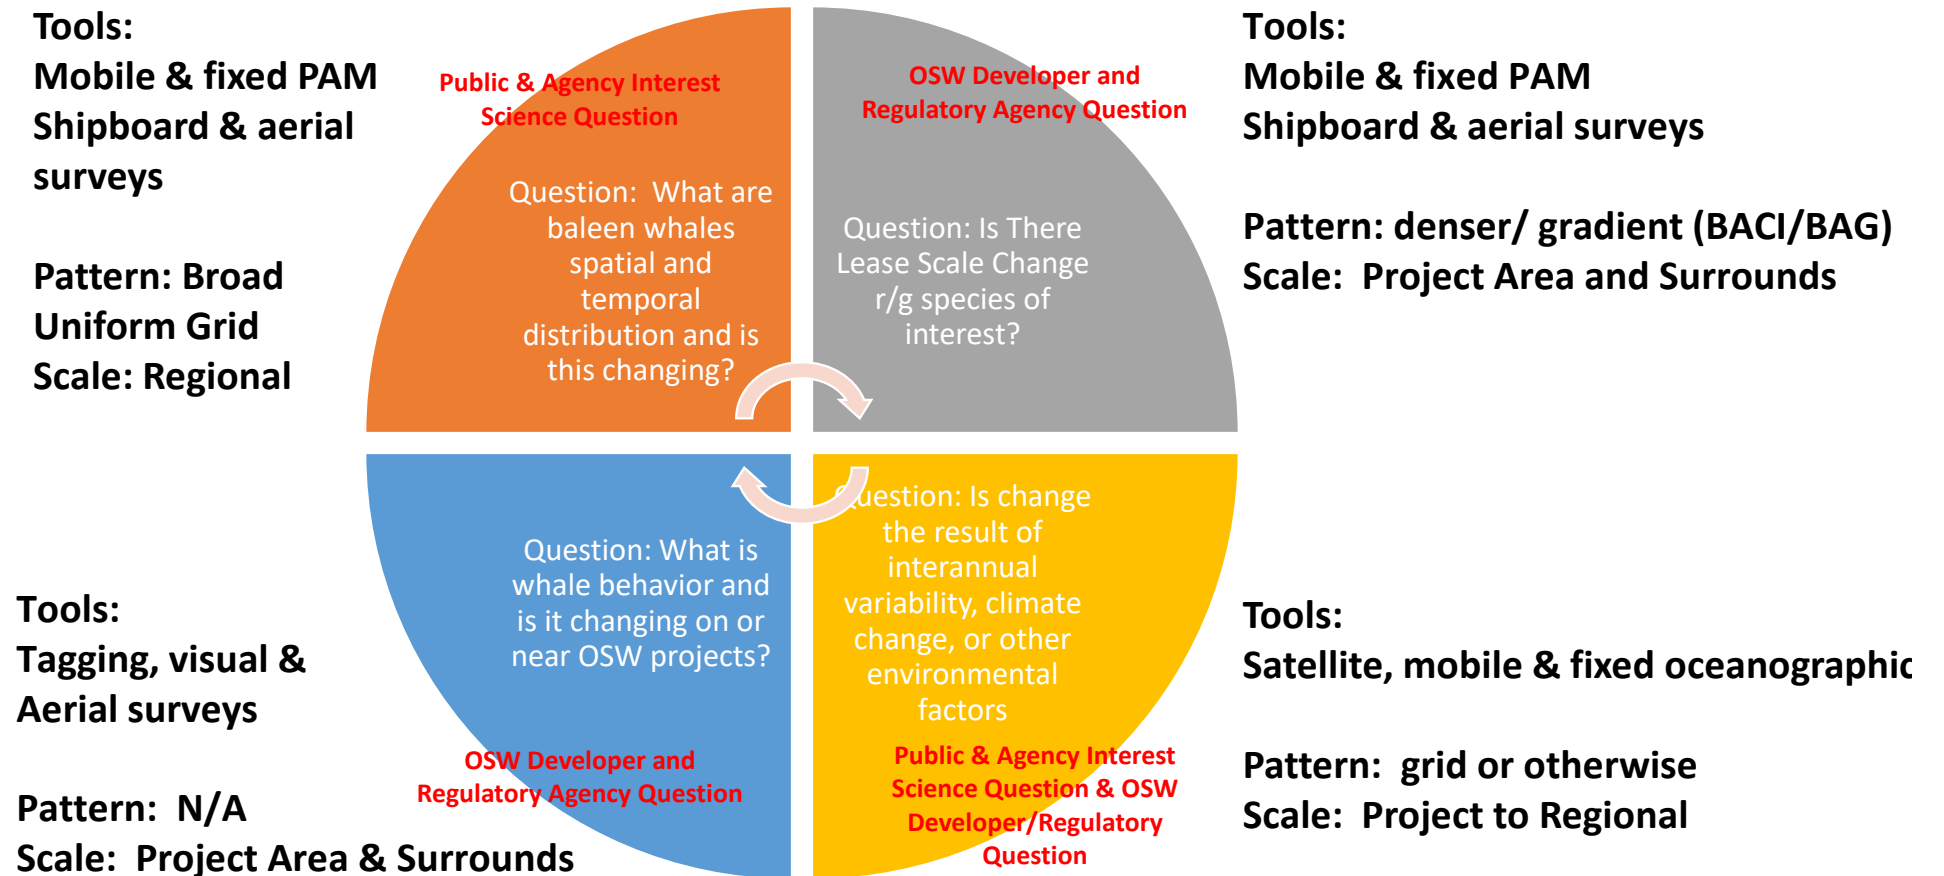 Tools:
Mobile & fixed PAM
Shipboard & aerial
surveys
Pattern: Broad
Uniform Grid
Scale: Regional
Public & Agency Interest
Science Question
Question:  What are
baleen whales
spatial and
temporal
distribution and is
this changing?
OSW Developer and
Regulatory Agency Question
Question: Is There
Lease Scale Change
r/g species of
interest?
Tools:
Mobile & fixed PAM
Shipboard & aerial surveys
Pattern: denser/ gradient (BACI/BAG)
Scale:  Project Area and Surrounds
Tools:
Tagging, visual &
Aerial surveys
Pattern:  N/A
Scale:  Project Area & Surrounds
Question: What is
whale behavior and
is it changing on or
near OSW projects?
OSW Developer and
Regulatory Agency Question
Question: Is change
the result of
interannual
variability, climate
change, or other
environmental
factors
Public & Agency Interest
Science Question & OSW
Developer/Regulatory
Question
Tools:
Satellite, mobile & fixed oceanographic
Pattern:  grid or otherwise
Scale:  Project to Regional